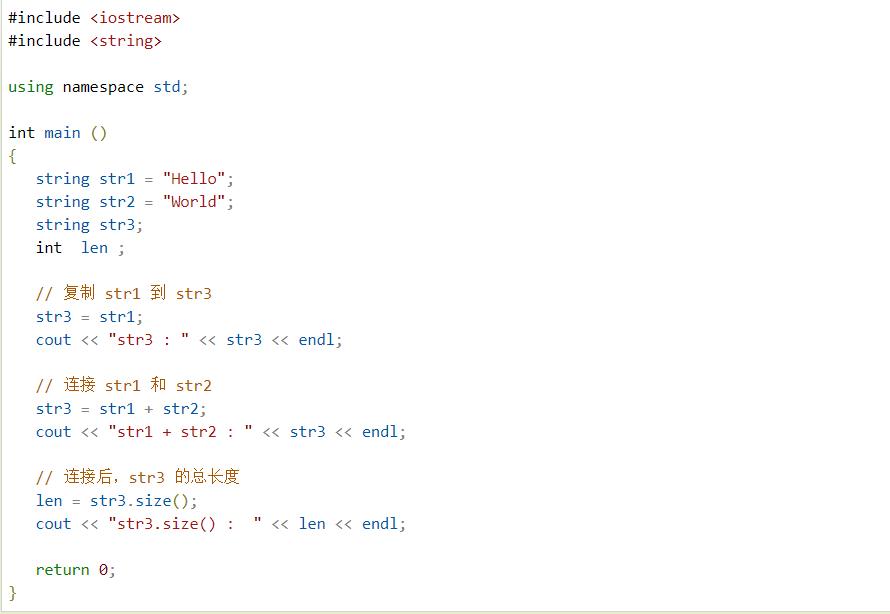 #include <iostream>
#include <string>
using namespace std;
int main ()
{
string str1 = "Hello";
string str2 = "World";
string str3;
int  len ;
// 复制 str1 到 str3
str3 = str1;
cout << "str3 : " << str3 << endl;
// 连接 str1 和 str2
str3 = str1 + str2;
cout << "str1 + str2 : " << str3 << endl;
// 连接后，str3 的总长度
len = str3.size();
cout << "str3.size() :  " << len << endl;
return 0;
}